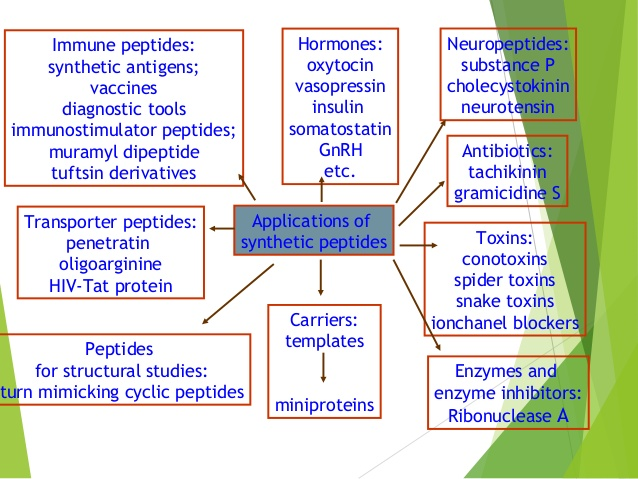 Immune peptides:
synthetic antigens;
vaccines
diagnostic tools
immunostimulator peptides;
muramyl dipeptide
tuftsin derivatives
Hormones:
oxytocin
vasopressin
insulin
somatostatin
GnRH
etc.
Neuropeptides:
substance P
cholecystokinin
neurotensin
Antibiotics:
tachikinin
gramicidine S
Transporter peptides:
penetratin
oligoarginine
HIV-Tat protein
Applications of
synthetic peptides
Toxins:
conotoxins
spider toxins
snake toxins
ionchanel blockers
Peptides
for structural studies:
turn mimicking cyclic peptides
Carriers:
templates
miniproteins
Enzymes and
enzyme inhibitors:
Ribonuclease A